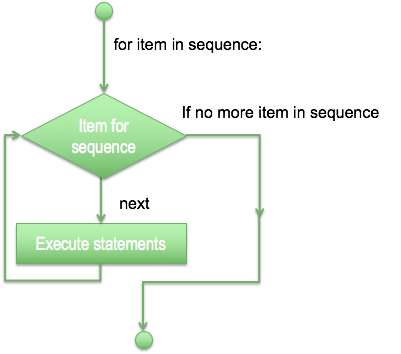 for item in sequence:
If no more item in sequence
Item for
sequence
next
Execute statements